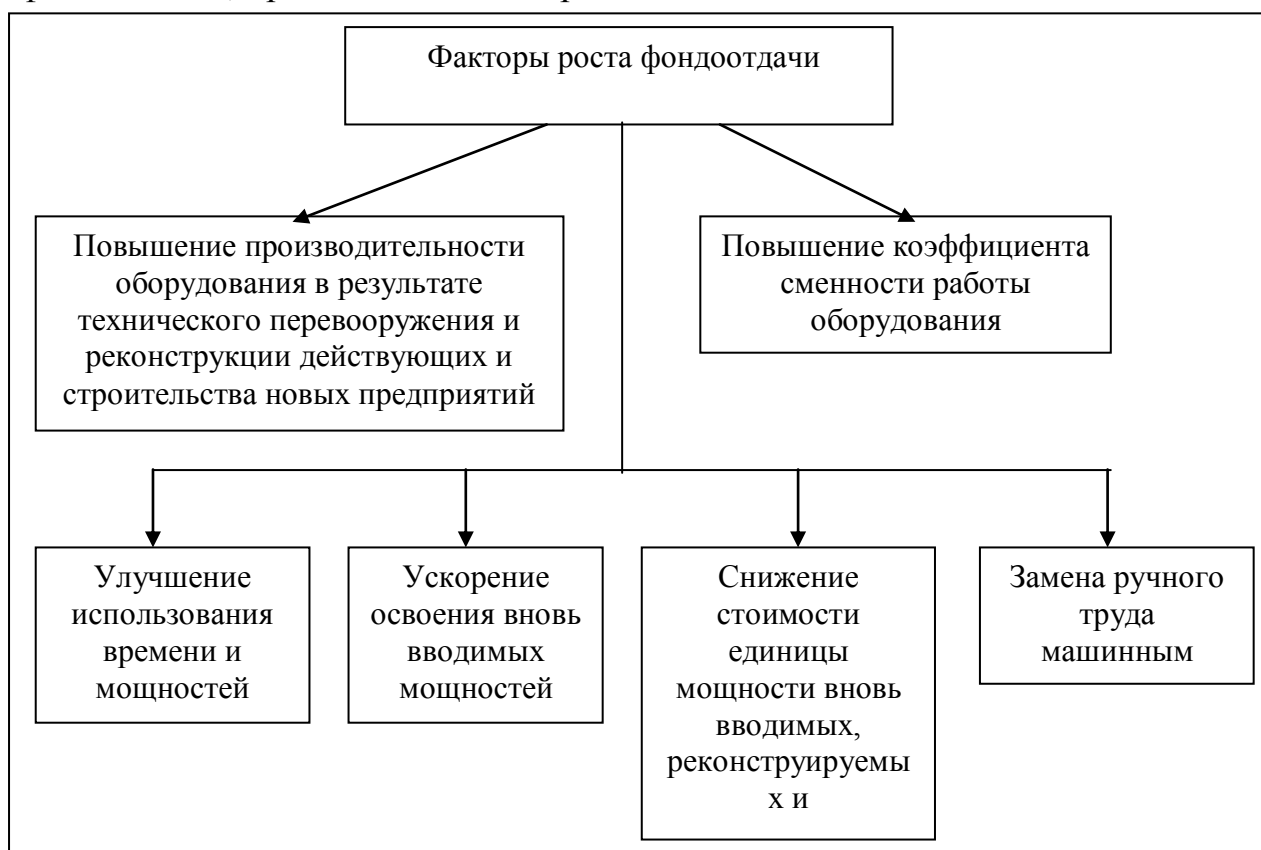 Факторы роста фондоотдачи
Повышение производительности
оборудования в результате
технического перевооружения и
реконструкции действующих и
строительства новых предприятий
Повышение коэффициента
сменности работы
оборудования
Улучшение
использования
времени и
мощностей
Ускорение
освоения вновь
вводимых
мощностей
Снижение
стоимости
единицы
мощности вновь
вводимых,
реконструируемы
х и
Замена ручного
труда
машинным